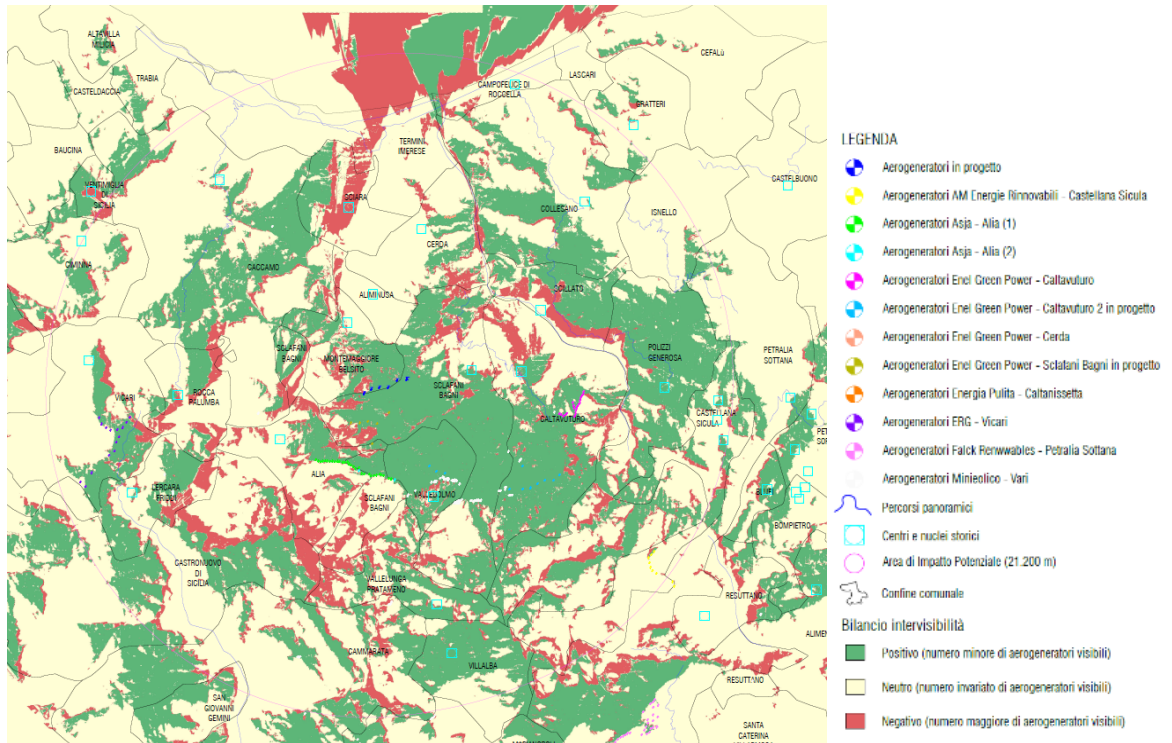 ALTAVILLA
MILICIA
TRABIA
CASTELDACCIA
BAUCINA
VENTIMIGLIA
DI
SICILIA
CIMINNA
CEFALÙ
LASCARI
CAMPOFELICE DI
ROCCELLA
GRATTERI
TERMINI
IMERESE
CASTELBUONO
SCIARA
COLLESANO
ISNELLO
CERDA
CACCAMO
SCILLATO
ALIMINUSA
SCLAFANI
BAGNI
MONTEMAGGIORE
BELSITO
POLIZZI
GENEROSA
PETRALIA
SOTTANA
SCLAFANI
BAGNI
ROCCA
PALUMBA
VICARI
CALTAVUTURO
CASTELLANA
SICULA
ALIA
LERCARA
FRIDDI
SCLAFANI
BAGNI
VALLEDOLMO
BOMPIETRO
CASTRONUOVO
DI
SICILIA
VALLELUNGA
PRATAMENO
RESUTTANO
CAMMARATA
VILLALBA
RESUTTANO
SAN
GIOVANNI
GEMINI
SANTA
CATERINA
LEGENDA
Aerogeneratori in progetto
Aerogeneratori AM Energie Rinnovabili - Castellana Sicula
Aerogeneratori Asja - Alia (1)
Aerogeneratori Asja - Alia (2)
Aerogeneratori Enel Green Power - Caltavuturo
Aerogeneratori Enel Green Power - Caltavuturo 2 in progetto
Aerogeneratori Enel Green Power - Cerda
Aerogeneratori Enel Green Power - Sclafani Bagni in progetto
Aerogeneratori Energia Pulita - Caltanissetta
Aerogeneratori ERG - Vicari
Aerogeneratori Falck Renwwables - Petralia Sottana
Aerogeneratori Minieolico - Vari
Percorsi panoramici
Centri e nuclei storici
Area di Impatto Potenziale (21.200 m)
Confine comunale
Bilancio intervisibilità
Positivo (numero minore di aerogeneratori visibili)
Neutro (numero invariato di aerogeneratori visibili)
Negativo (numero maggiore di aerogeneratori visibili)